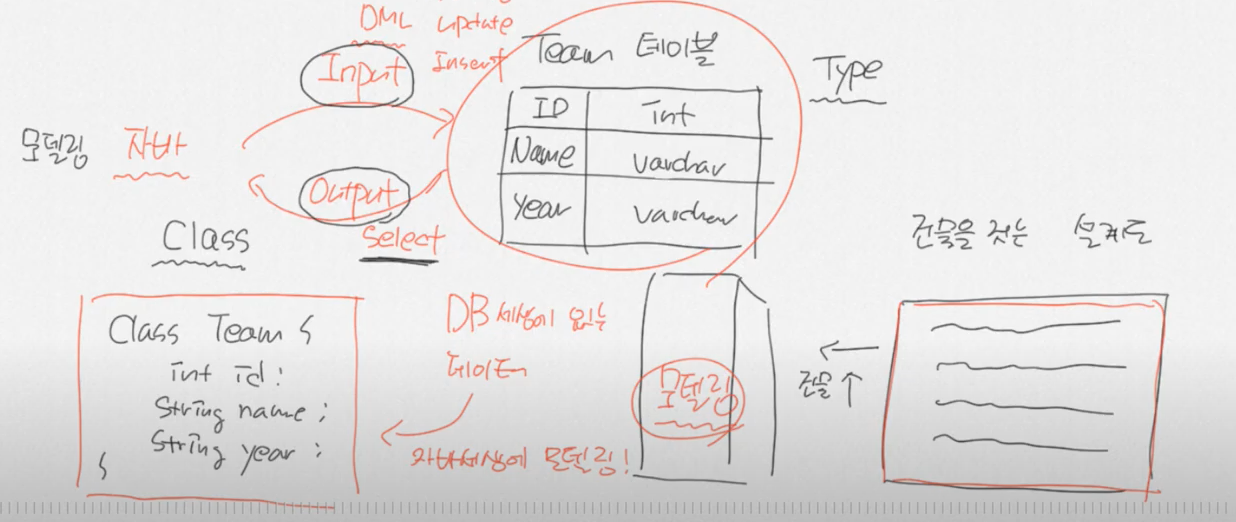 DML update
Input Insert
Team 테이블
Type
ID int
Name varchar
Year varchar
모델링 자바
Output
Select
Class
Class Team {
int id;
String name;
String year;
}
DB세상에 있는
데이터
자바세상에 모델링!
모델링
건물을 짓는 설계도
건물 ↑